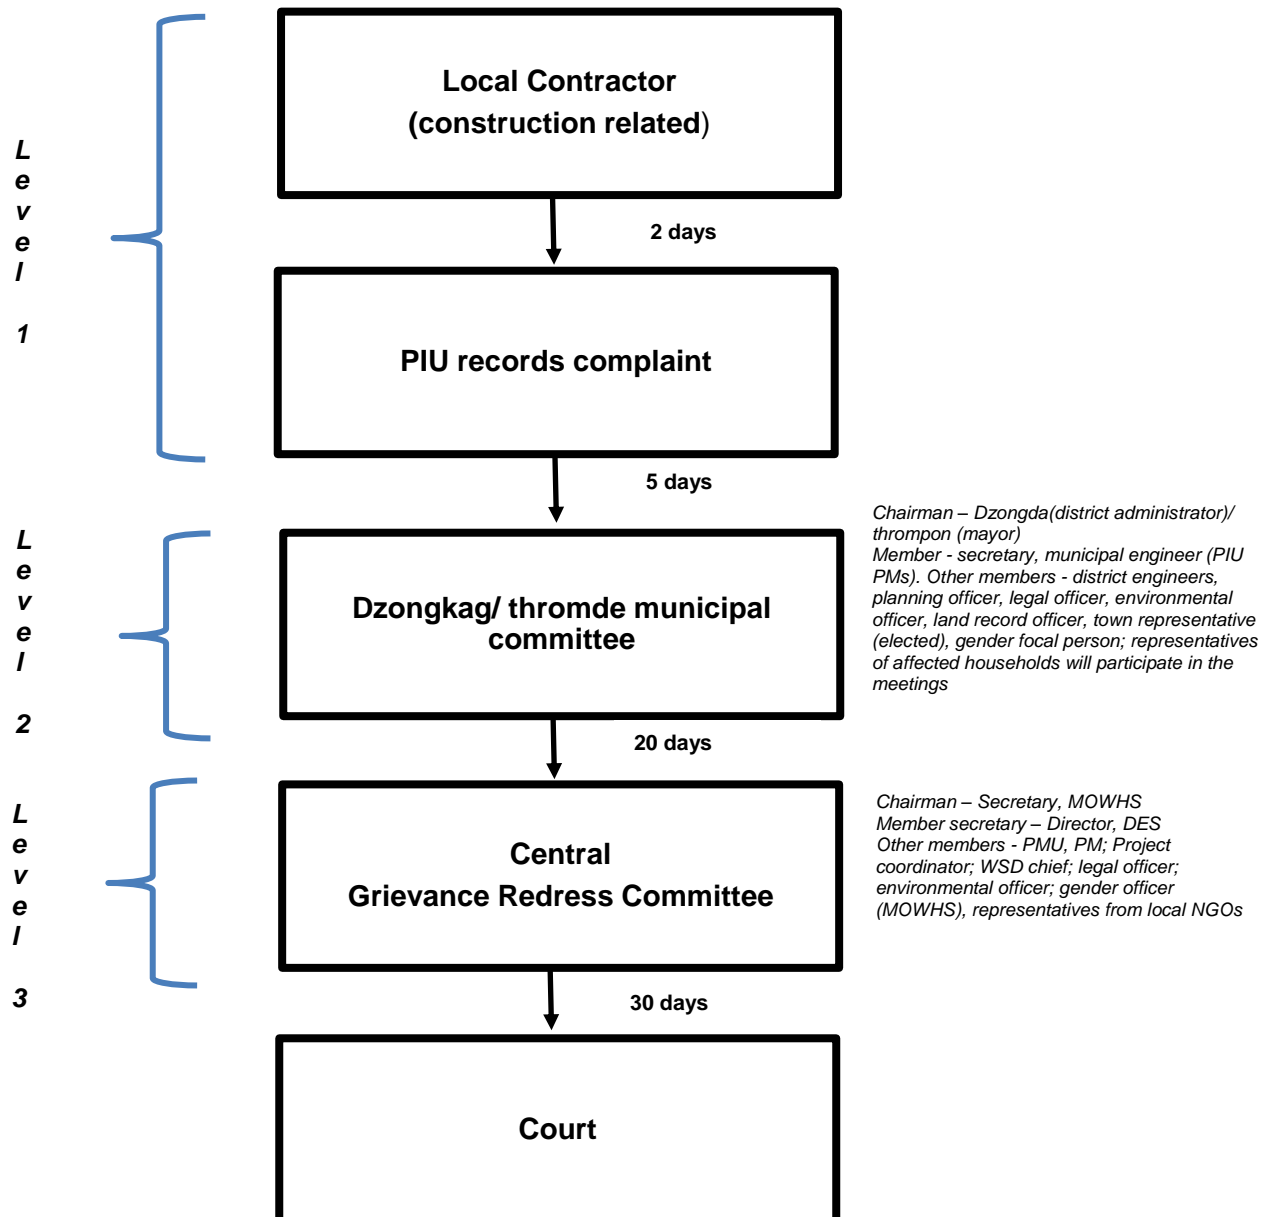 Local Contractor
(construction related)
Level 1
2 days
PIU records complaint
5 days
Level 2
Dzongkag/ thromde municipal
committee
Chairman – Dzongda(district administrator)/
thrompon (mayor)
Member - secretary, municipal engineer (PIU
PMs). Other members - district engineers,
planning officer, legal officer, environmental
officer, land record officer, town representative
(elected), gender focal person; representatives
of affected households will participate in the
meetings
20 days
Level 3
Central
Grievance Redress Committee
Chairman – Secretary, MOWHS
Member secretary – Director, DES
Other members - PMU, PM; Project
coordinator; WSD chief; legal officer;
environmental officer; gender officer
(MOWHS), representatives from local NGOs
30 days
Court